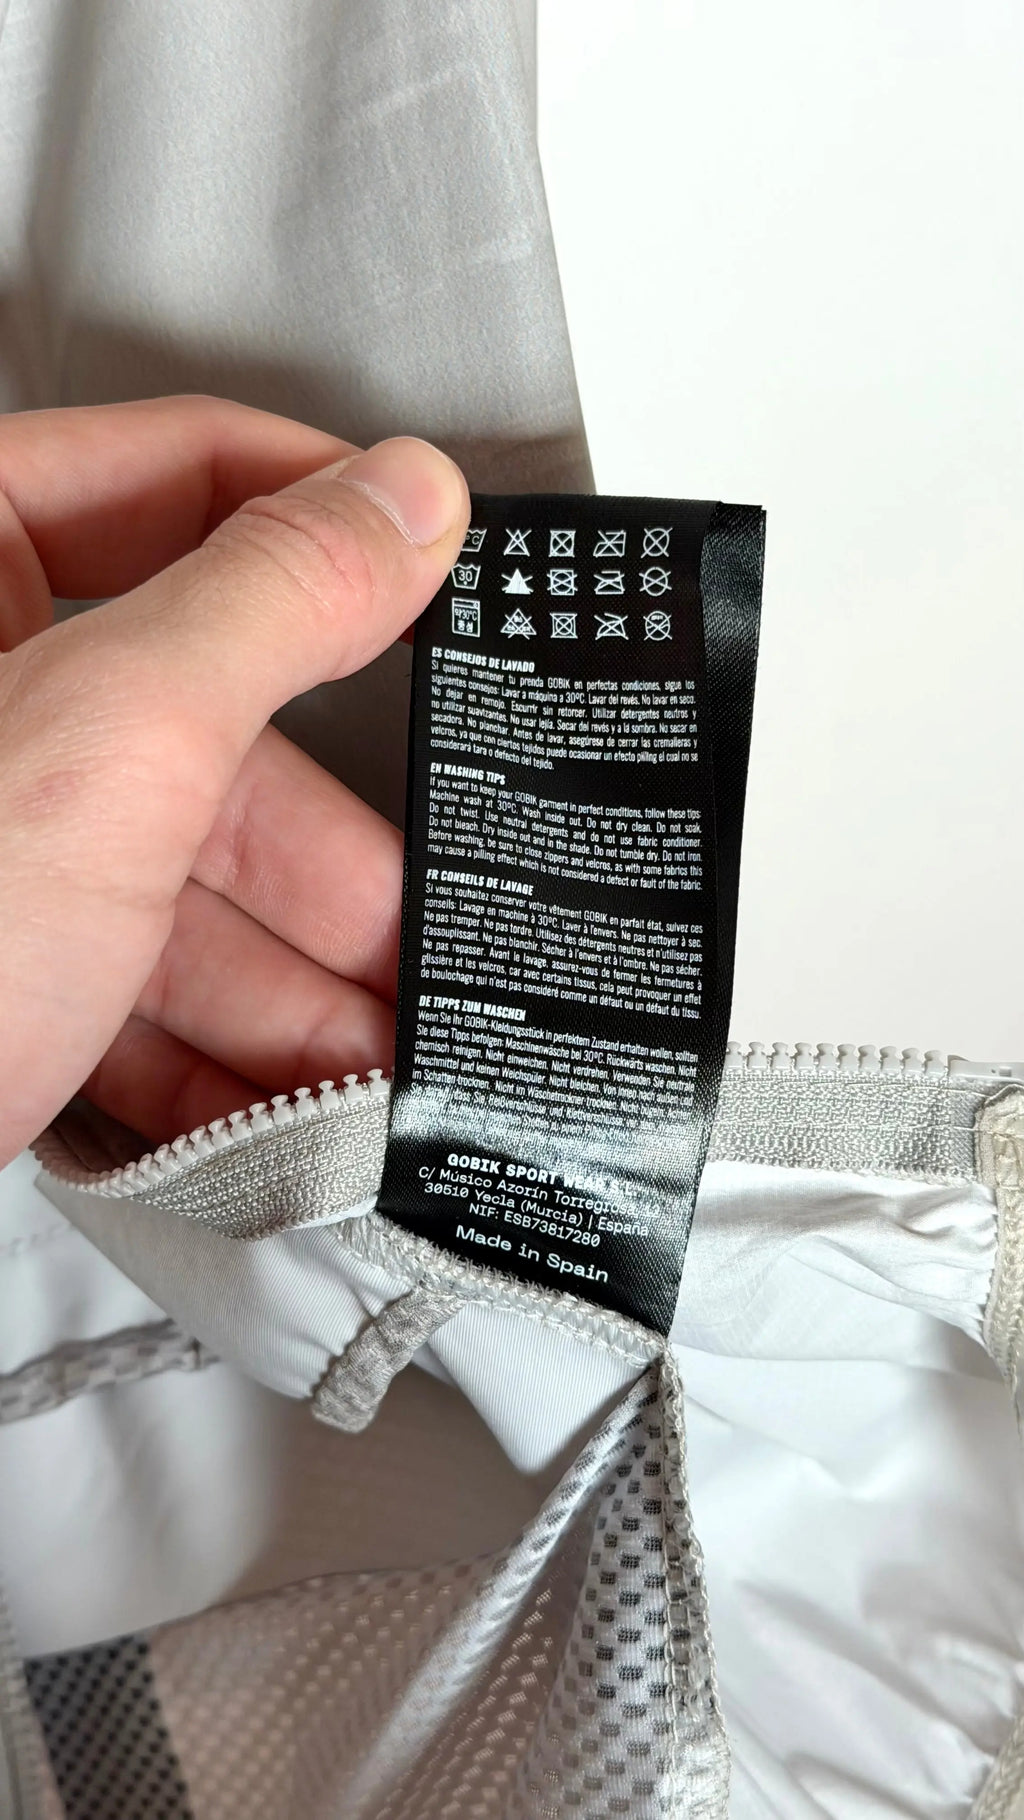 30
30°C
ES CONSEJOS DE LAVADO
Si quieres mantener tu prenda GOBIK en perfectas condiciones, sigue los
siguientes consejos: Lavar a máquina a 30ºC. Lavar del revés. No lavar en seco.
No dejar en remojo. Escurrir sin retorcer. Utilizar detergentes neutros y
no utilizar suavizantes. No usar lejía. Secar del revés y a la sombra. No secar en
secadora. No planchar. Antes de lavar, asegúrese de cerrar las cremalleras y
velcros, ya que con ciertos tejidos puede ocasionar un efecto pilling el cual no se
considerará tara o defecto del tejido.
EN WASHING TIPS
If you want to keep your GOBIK garment in perfect conditions, follow these tips
Machine wash at 30ºC. Wash inside out. Do not dry clean. Do not soak.
Do not twist. Use neutral detergents and do not use fabric conditioner.
Do not bleach. Dry inside out and in the shade. Do not tumble dry. Do not iron.
Before washing, be sure to close zippers and velcros, as with some fabrics this
may cause a pilling effect which is not considered a defect or fault of the fabric.
FR CONSEILS DE LAVAGE
Si vous souhaitez conserver votre vêtement GOBIK en parfait état, suivez ces
conseils: Lavage en machine à 30ºC. Laver à l'envers. Ne pas nettoyer à sec.
Ne pas tremper. Ne pas tordre. Utilisez des détergents neutres et n'utilisez pas
d'assouplissant. Ne pas blanchir. Sécher à l'envers et à l'ombre. Ne pas sécher.
Ne pas repasser. Avant le lavage, assurez-vous de fermer les fermetures à
glissière et les velcros, car avec certains tissus, cela peut provoquer un effet
de boulochage qui n'est pas considéré comme un défaut ou un défaut du tissu.
DE TIPPS ZUM WASCHEN
Wenn Sie Ihr GOBIK-Kleidungsstück in perfektem Zustand erhalten wollen, sollten
Sie diese Tipps befolgen: Maschinenwäsche bei 30ºC. Rückwärts waschen. Nicht
chemisch reinigen. Nicht einweichen. Nicht verdrehen. Verwenden Sie neutrale
Waschmittel und keinen Weichspüler. Nicht bleichen.
im Schatten trocknen. Nicht im
GOBIK SPORT WEAR
C/ Músico Azorín
30510 Yecla (Murcia) | España
NIF: ESB73817280
Made in Spain